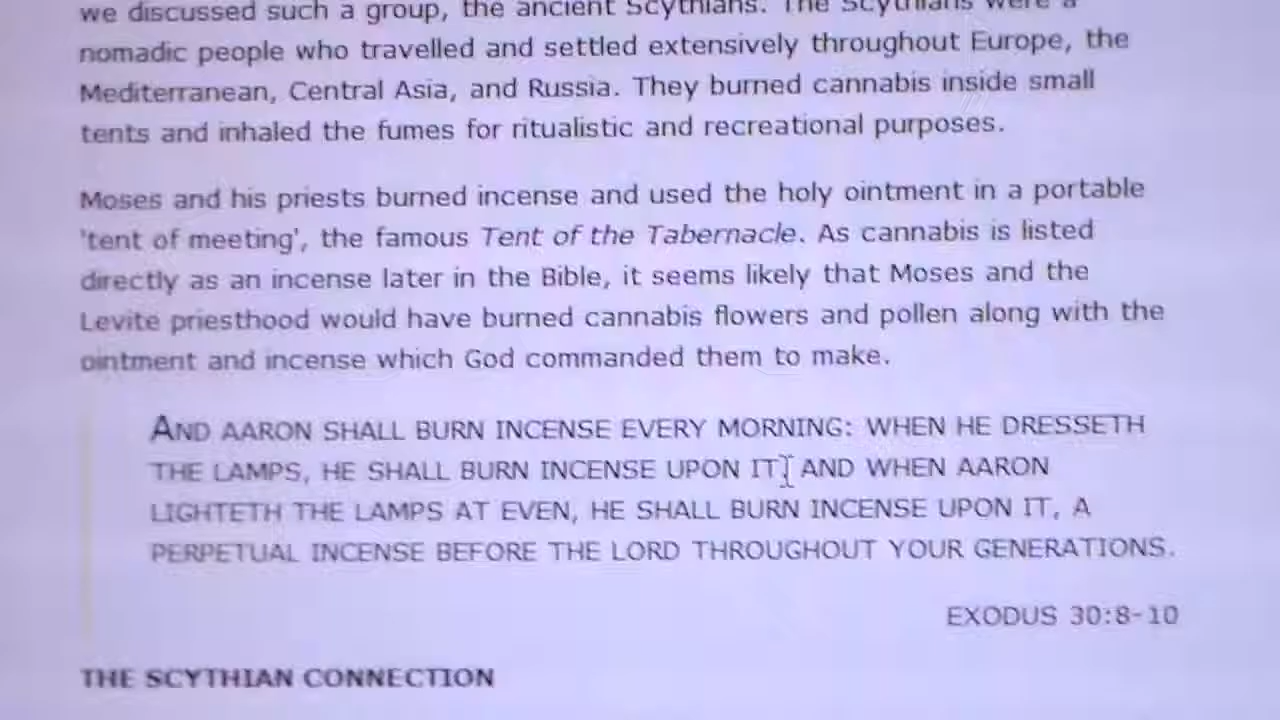 we discussed such a group, the ancient Scythians. The Scythians were a
nomadic people who travelled and settled extensively throughout Europe, the
Mediterranean, Central Asia, and Russia. They burned cannabis inside small
tents and inhaled the fumes for ritualistic and recreational purposes.
Moses and his priests burned incense and used the holy ointment in a portable
'tent of meeting', the famous Tent of the Tabernacle. As cannabis is listed
directly as an incense later in the Bible, it seems likely that Moses and the
Levite priesthood would have burned cannabis flowers and pollen along with the
ointment and incense which God commanded them to make.
AND AARON SHALL BURN INCENSE EVERY MORNING: WHEN HE DRESSETH
THE LAMPS, HE SHALL BURN INCENSE UPON IT, AND WHEN AARON
LIGHTETH THE LAMPS AT EVEN, HE SHALL BURN INCENSE UPON IT, A
PERPETUAL INCENSE BEFORE THE LORD THROUGHOUT YOUR GENERATIONS.
EXODUS 30:8-10
THE SCYTHIAN CONNECTION